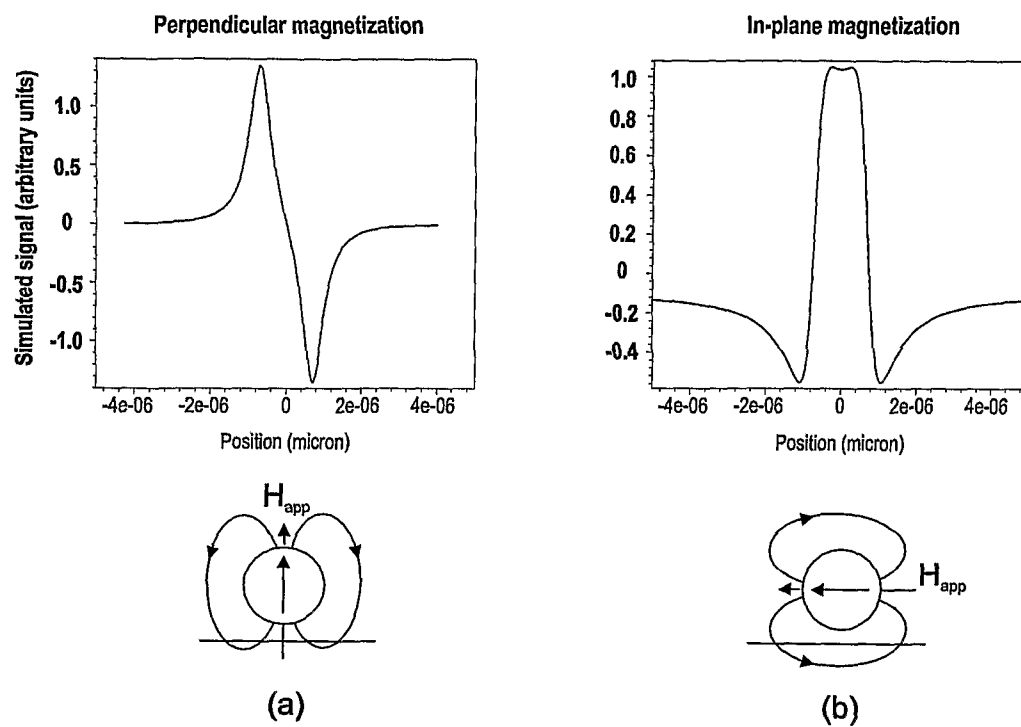 Perpendicular magnetization
Simulated signal (arbitrary units)
1.0
0.5
0
-0.5
-1.0
-4e-06 -2e-06 0 2e-06 4e-06
Position (micron)
H app
(a)
In-plane magnetization
1.0
0.8
0.6
0.4
0.2
0
-0.2
-0.4
-4e-06 -2e-06 0 2e-06 4e-06
Position (micron)
H app
(b)